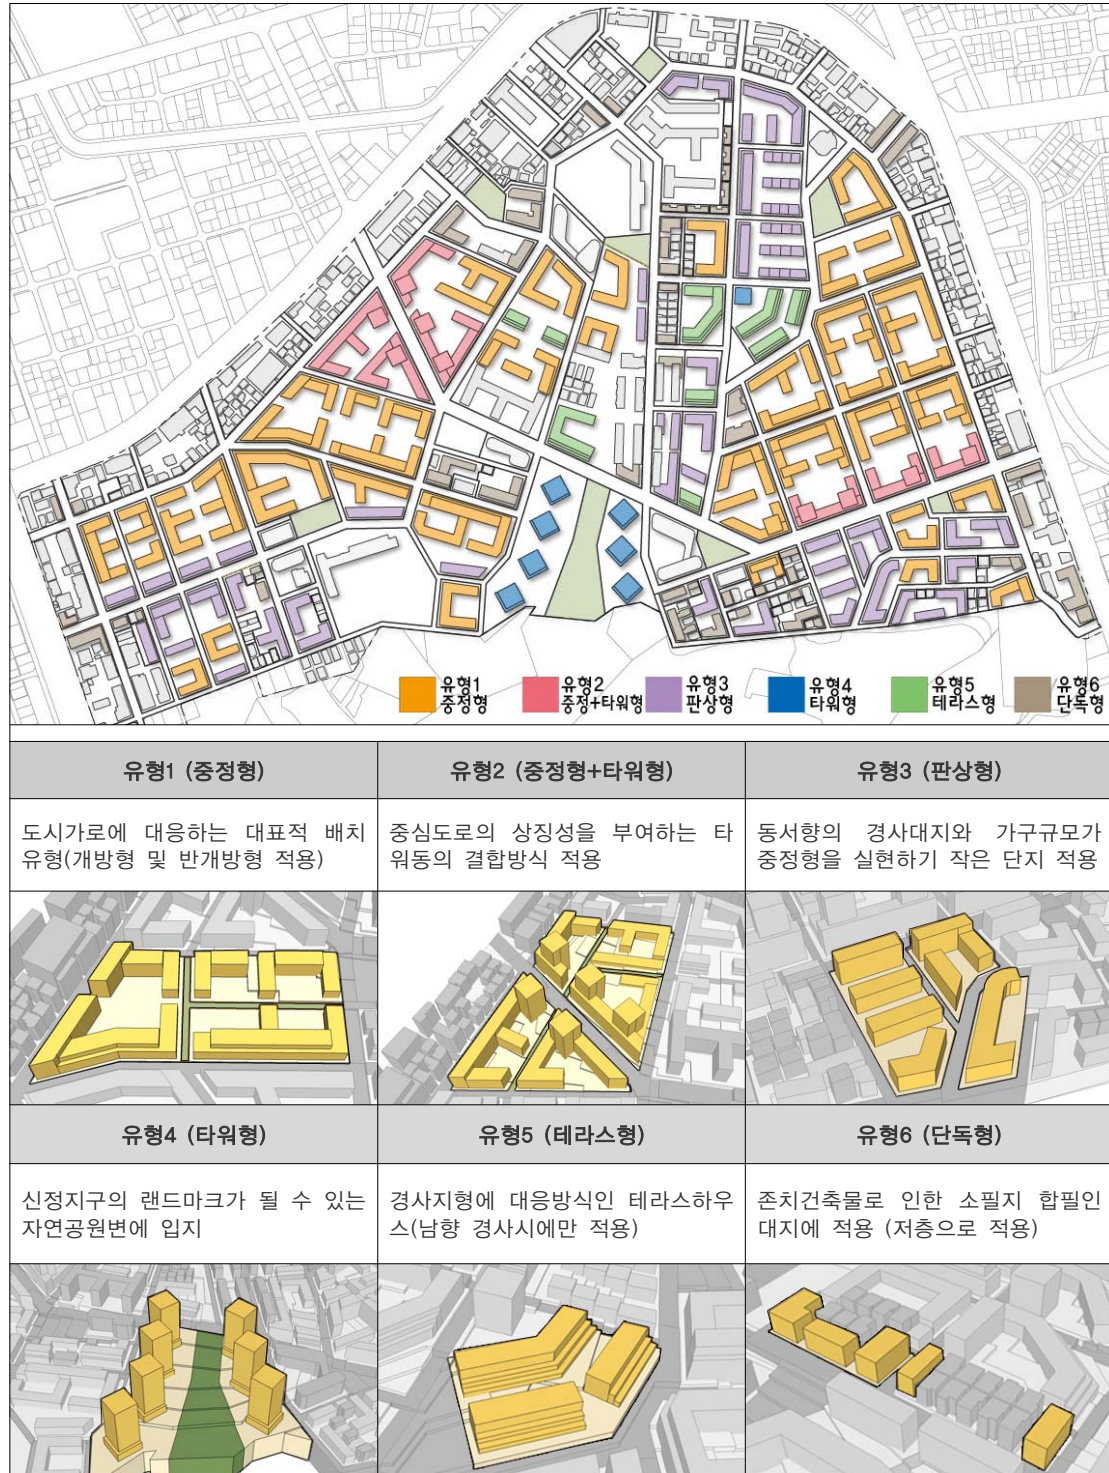 유형1
중정형
유형2
중정+타워형
유형3
판상형
유형4
타워형
유형5
테라스형
유형6
단독형
유형1 (중정형)
유형2 (중정형+타워형)
유형3 (판상형)
도시가로에 대응하는 대표적 배치
유형(개방형 및 반개방형 적용)
중심도로의 상징성을 부여하는 타
워동의 결합방식 적용
동서향의 경사대지와 가구규모가
중정형을 실현하기 작은 단지 적용
유형4 (타워형)
유형5 (테라스형)
유형6 (단독형)
신정지구의 랜드마크가 될 수 있는
자연공원변에 입지
경사지형에 대응방식인 테라스하우
스(남향 경사시에만 적용)
존치건축물로 인한 소필지 합필인
대지에 적용 (저층으로 적용)